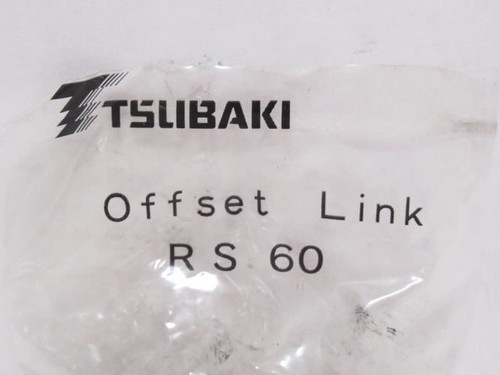 TSUBAKI
Offset Link
RS 60